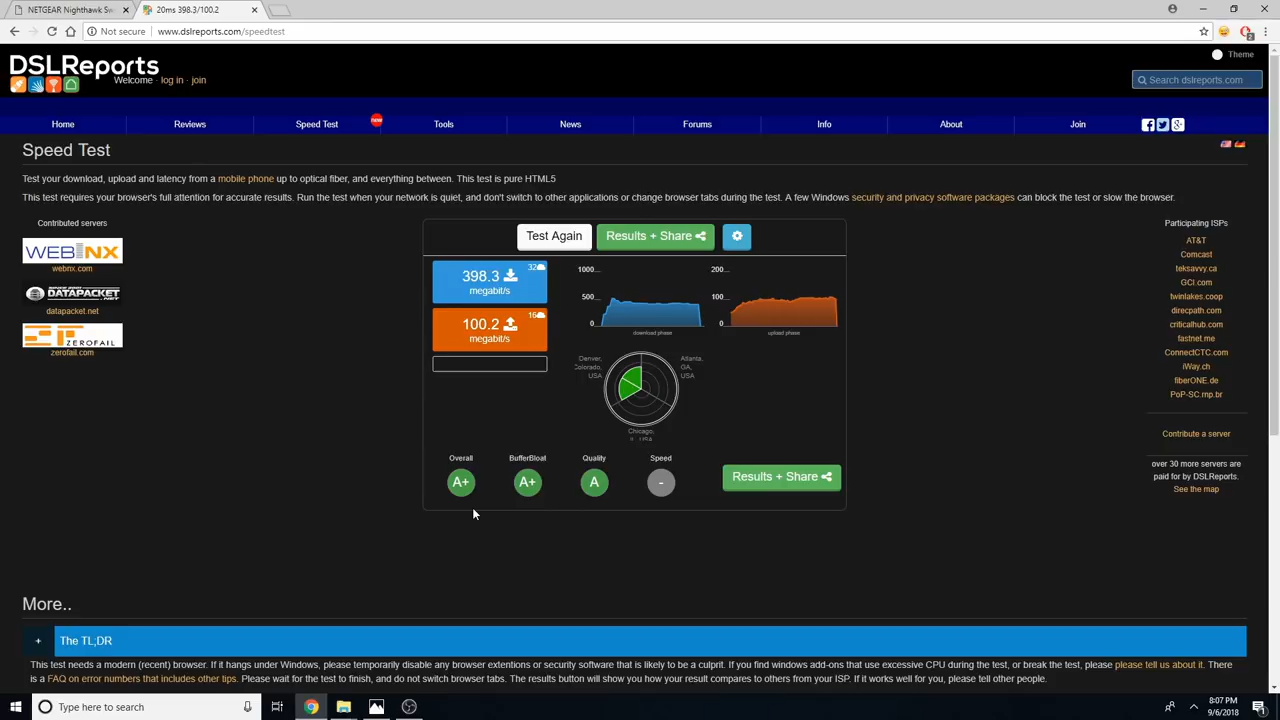 NETGEAR Nighthawk Sw
20ms 398.3/100.2
Not secure
www.dslreports.com/speedtest
DSLReports
Welcome · log in · join
Theme
Search dslreports.com
Home
Reviews
Speed Test
new
Tools
News
Forums
Info
About
Join
Speed Test
Test your download, upload and latency from a mobile phone up to optical fiber, and everything between. This test is pure HTML5
This test requires your browser's full attention for accurate results. Run the test when your network is quiet, and don't switch to other applications or change browser tabs during the test. A few Windows security and privacy software packages can block the test or slow the browser.
Contributed servers
WEBNX
webnx.com
DATAPACKET
datapacket.net
ZEROFAIL
zerofail.com
Test Again
Results + Share
398.3
megabit/s
32
100.2
megabit/s
16
1000...
500...
0
download phase
200...
100...
0
upload phase
Denver,
Colorado,
USA
Atlanta,
GA,
USA
Chicago,
IL, USA
Overall
A+
BufferBloat
A+
Quality
A
Speed
-
Results + Share
Participating ISPs
AT&T
Comcast
teksavvy.ca
GCI.com
twinlakes.coop
direcpath.com
criticalhub.com
fastnet.me
ConnectCTC.com
iWay.ch
fiberONE.de
PoP-SC.rnp.br
Contribute a server
over 30 more servers are
paid for by DSLReports.
See the map
More..
+ The TL;DR
This test needs a modern (recent) browser. If it hangs under Windows, please temporarily disable any browser extentions or security software that is likely to be a culprit. If you find windows add-ons that use excessive CPU during the test, or break the test, please tell us about it. There
is a FAQ on error numbers that includes other tips. Please wait for the test to finish, and do not switch browser tabs. The results button will show you how your result compares to others from your ISP. If it works well for you, please tell other people.
Type here to search
8:07 PM
9/6/2018